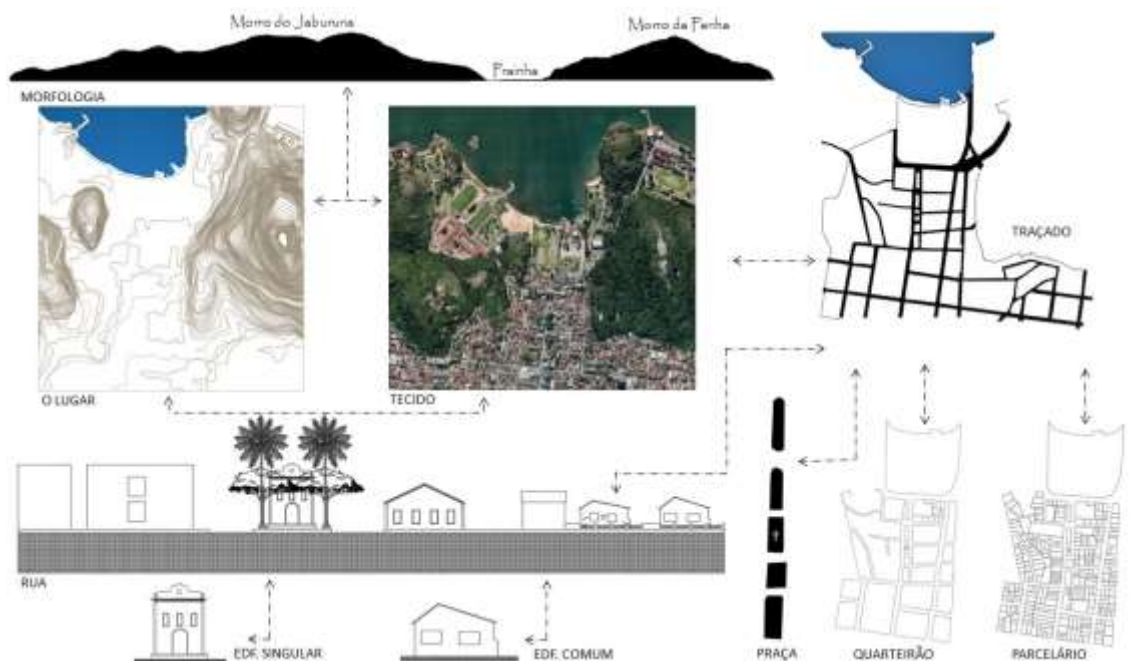 Morro do Jaburuna
Morro da Penha
Prainha
MORFOLOGIA
TRAÇADO
O LUGAR
TECIDO
RUA
EDF. SINGULAR
EDF. COMUM
PRAÇA
QUARTEIRÃO
PARCELÁRIO